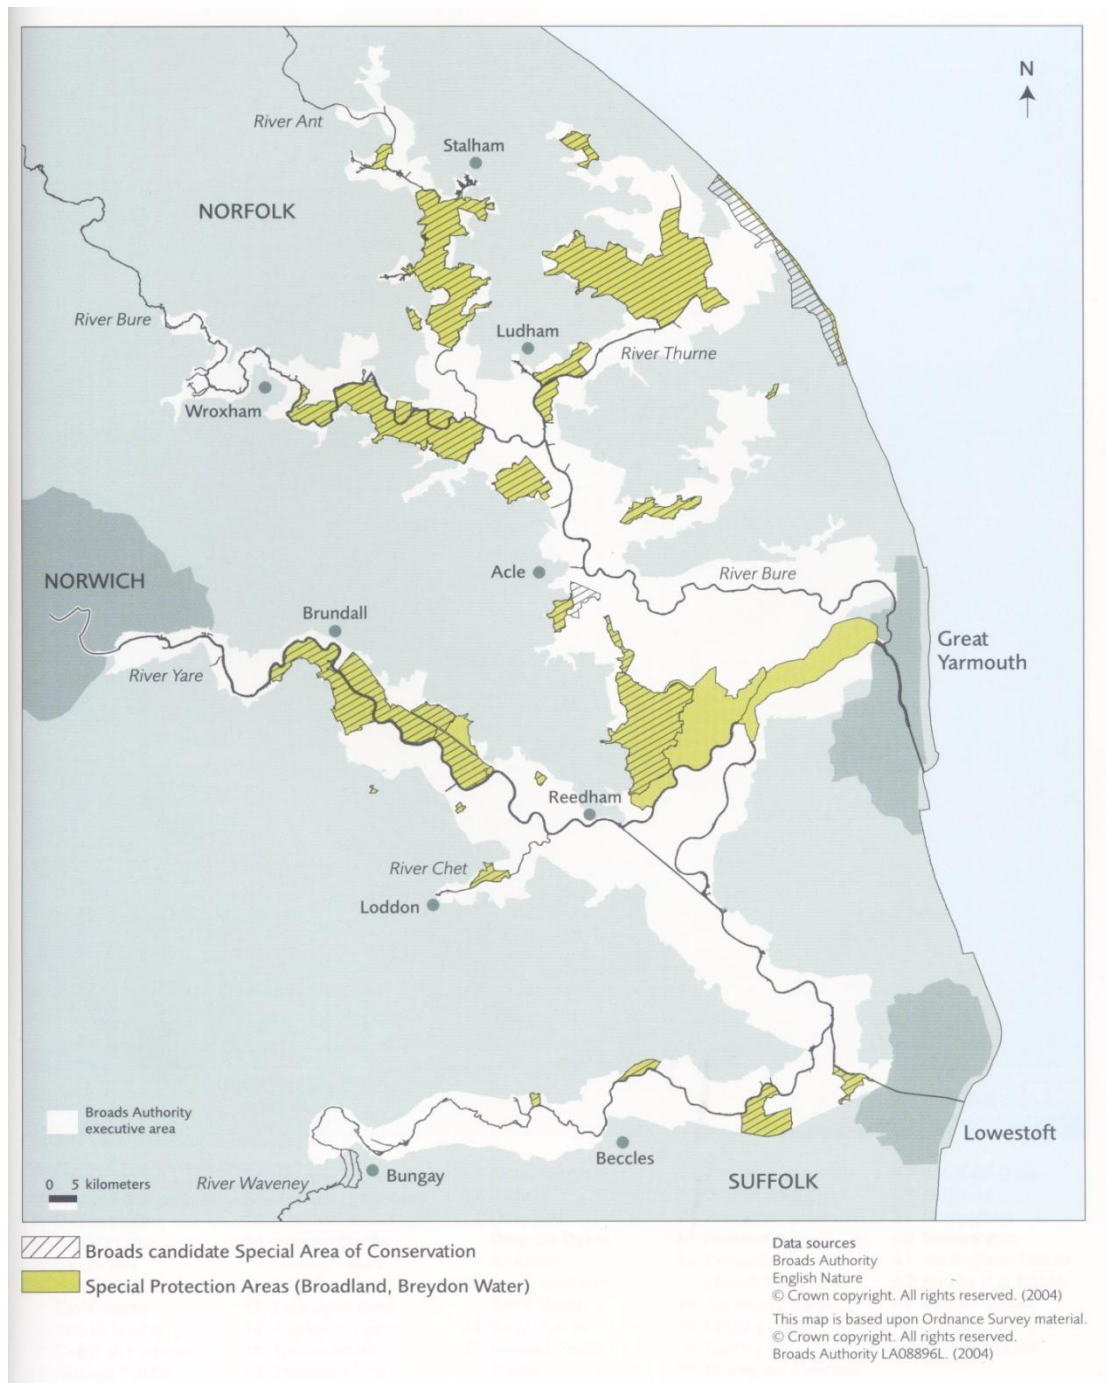 N
River Ant
Stalham
NORFOLK
River Bure
Ludham
River Thurne
Wroxham
NORWICH
Acle
River Bure
Brundall
Great
Yarmouth
River Yare
Reedham
River Chet
Loddon
Broads Authority
executive area
Lowestoft
Beccles
0 5 kilometers
River Waveney
Bungay
SUFFOLK
Broads candidate Special Area of Conservation
Special Protection Areas (Broadland, Breydon Water)
Data sources
Broads Authority
English Nature
© Crown copyright. All rights reserved. (2004)
This map is based upon Ordnance Survey material.
© Crown copyright. All rights reserved.
Broads Authority LA08896L. (2004)